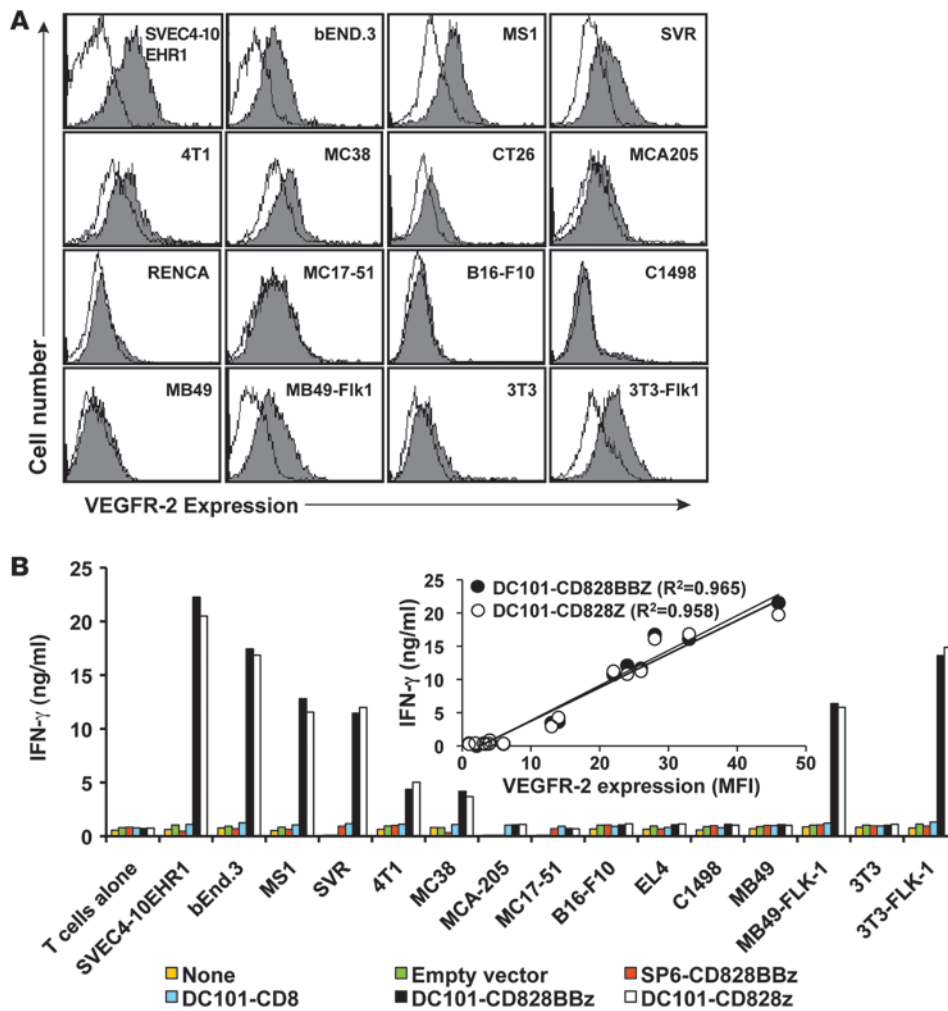 A
SVEC4-10
EHR1
bEND.3
MS1
SVR
4T1
MC38
CT26
MCA205
RENCA
MC17-51
B16-F10
C1498
MB49
MB49-Flk1
3T3
3T3-Flk1
Cell number
VEGFR-2 Expression
B
25
20
15
10
5
0
IFN-γ (ng/ml)
25
20
15
10
5
0
IFN-γ (ng/ml)
DC101-CD828BBZ (R²=0.965)
DC101-CD828Z (R²=0.958)
0 10 20 30 40 50
VEGFR-2 expression (MFI)
T cells alone
SVEC4-10EHR1
bEnd.3
MS1
SVR
4T1
MC38
MCA-205
MC17-51
B16-F10
EL4
C1498
MB49
MB49-FLK-1
3T3
3T3-FLK-1
None Empty vector SP6-CD828BBz
DC101-CD8 DC101-CD828BBz DC101-CD828z